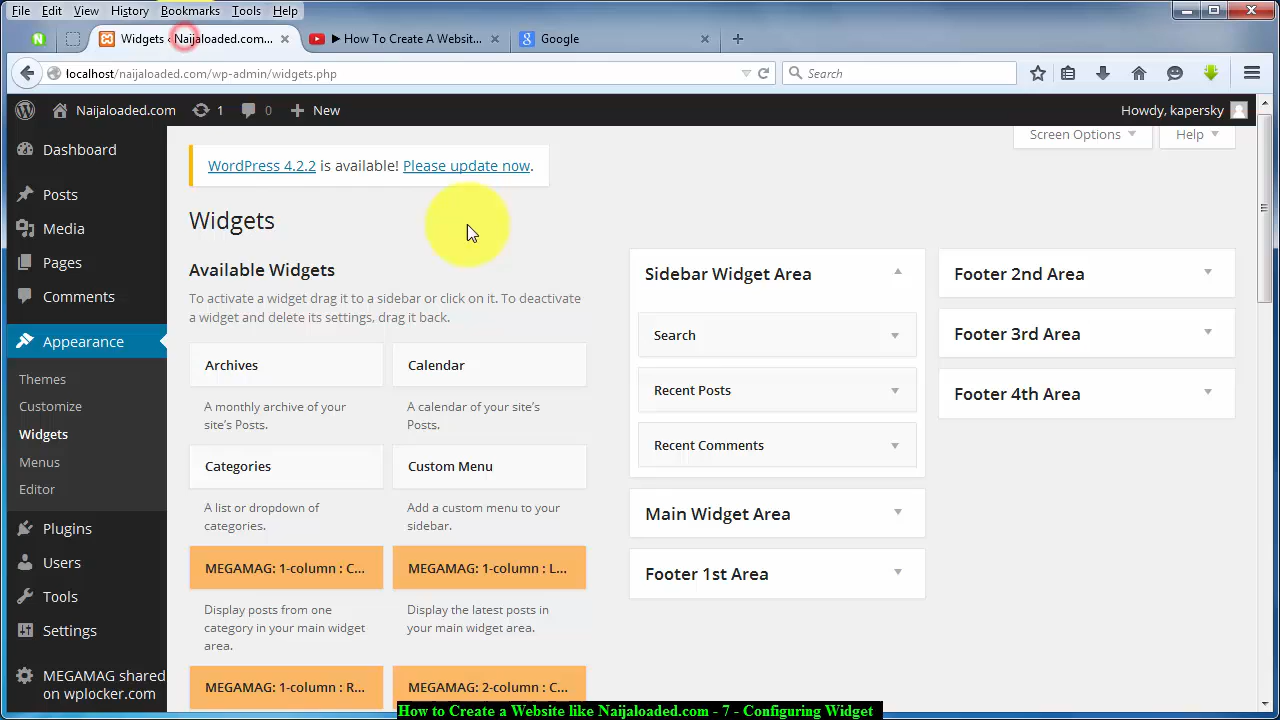 File Edit View History Bookmarks Tools Help
Widgets ‹ Naijaloaded.com...
▶ How To Create A Websit...
Google
localhost/naijaloaded.com/wp-admin/widgets.php
Search
Naijaloaded.com 1 0 New
Howdy, kapersky
Screen Options
Help
Dashboard
Posts
Media
Pages
Comments
Appearance
Themes
Customize
Widgets
Menus
Editor
Plugins
Users
Tools
Settings
MEGAMAG shared
on wplocker.com
WordPress 4.2.2 is available! Please update now.
Widgets
Available Widgets
To activate a widget drag it to a sidebar or click on it. To deactivate
a widget and delete its settings, drag it back.
Archives
A monthly archive of your
site's Posts.
Calendar
A calendar of your site's
Posts.
Categories
A list or dropdown of
categories.
Custom Menu
Add a custom menu to your
sidebar.
MEGAMAG: 1-column : C...
Display posts from one
category in your main widget
area.
MEGAMAG: 1-column : L...
Display the latest posts in
your main widget area.
MEGAMAG: 1-column : R...
MEGAMAG: 2-column : C...
Sidebar Widget Area
Search
Recent Posts
Recent Comments
Main Widget Area
Footer 1st Area
Footer 2nd Area
Footer 3rd Area
Footer 4th Area
How to Create a Website like Naijaloaded.com - 7 - Configuring Widget